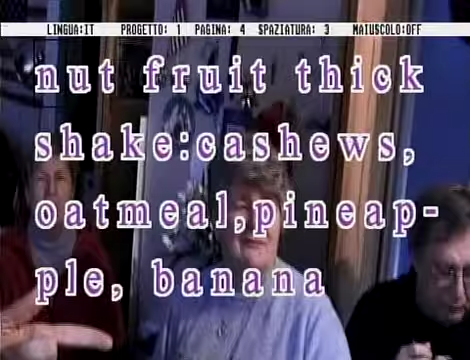 LINGUA:IT PROGETTO: 1 PAGINA: 4 SPAZIATURA: 3 MAIUSCOLO:OFF
nut fruit thick
shake:cashews,
oatmeal,pineap-
ple, banana